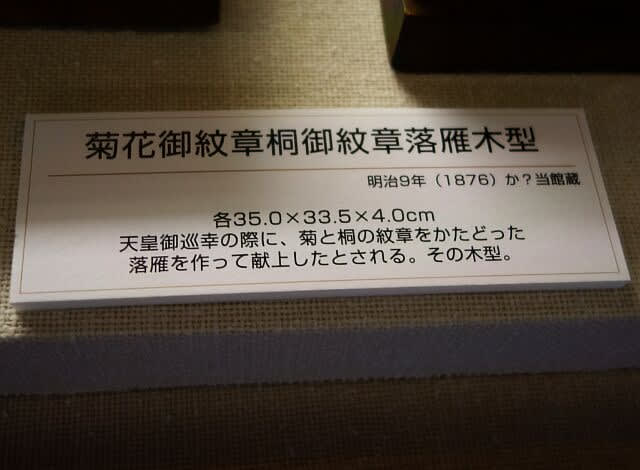 菊花御紋章桐御紋章落雁木型
明治9年（1876）か？当館蔵
各35.0×33.5×4.0cm
天皇御巡幸の際に、菊と桐の紋章をかたどった
落雁を作って献上したとされる。その木型。